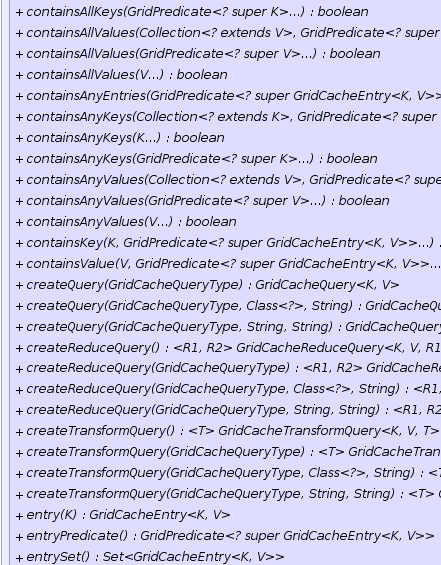 + containsAllKeys(GridPredicate<? super K>...) : boolean
+ containsAllValues(Collection<? extends V>, GridPredicate<? super
+ containsAllValues(GridPredicate<? super V>...) : boolean
+ containsAllValues(V...) : boolean
+ containsAnyEntries(GridPredicate<? super GridCacheEntry<K, V>>
+ containsAnyKeys(Collection<? extends K>, GridPredicate<? super
+ containsAnyKeys(K...) : boolean
+ containsAnyKeys(GridPredicate<? super K>...) : boolean
+ containsAnyValues(Collection<? extends V>, GridPredicate<? supe
+ containsAnyValues(GridPredicate<? super V>...) : boolean
+ containsAnyValues(V...) : boolean
+ containsKey(K, GridPredicate<? super GridCacheEntry<K, V>>...) :
+ containsValue(V, GridPredicate<? super GridCacheEntry<K, V>>...
+ createQuery(GridCacheQueryType) : GridCacheQuery<K, V>
+ createQuery(GridCacheQueryType, Class<?>, String) : GridCacheQu
+ createQuery(GridCacheQueryType, String, String) : GridCacheQuery
+ createReduceQuery() : <R1, R2> GridCacheReduceQuery<K, V, R1
+ createReduceQuery(GridCacheQueryType) : <R1, R2> GridCacheRe
+ createReduceQuery(GridCacheQueryType, Class<?>, String) : <R1,
+ createReduceQuery(GridCacheQueryType, String, String) : <R1, R2
+ createTransformQuery() : <T> GridCacheTransformQuery<K, V, T>
+ createTransformQuery(GridCacheQueryType) : <T> GridCacheTran
+ createTransformQuery(GridCacheQueryType, Class<?>, String) : <T
+ createTransformQuery(GridCacheQueryType, String, String) : <T> G
+ entry(K) : GridCacheEntry<K, V>
+ entryPredicate() : GridPredicate<? super GridCacheEntry<K, V>>
+ entrySet() : Set<GridCacheEntry<K, V>>